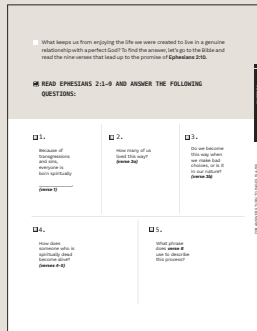 What keeps us from enjoying the life we were created to live in a genuine
relationship with a perfect God? To find the answer, let's go to the Bible and
read the nine verses that lead up to the promise of Ephesians 2:10.
READ EPHESIANS 2:1–9 AND ANSWER THE FOLLOWING
QUESTIONS:
1.
Because of
transgressions
and sins,
everyone is
born spiritually
(verse 1)
2.
How many of us
lived this way?
(verse 3a)
3.
Do we become
this way when
we make bad
choices, or is it
in our nature?
(verse 3b)
4.
How does
someone who is
spiritually dead
become alive?
(verses 4–5)
5.
What phrase
does verse 8
use to describe
this process?